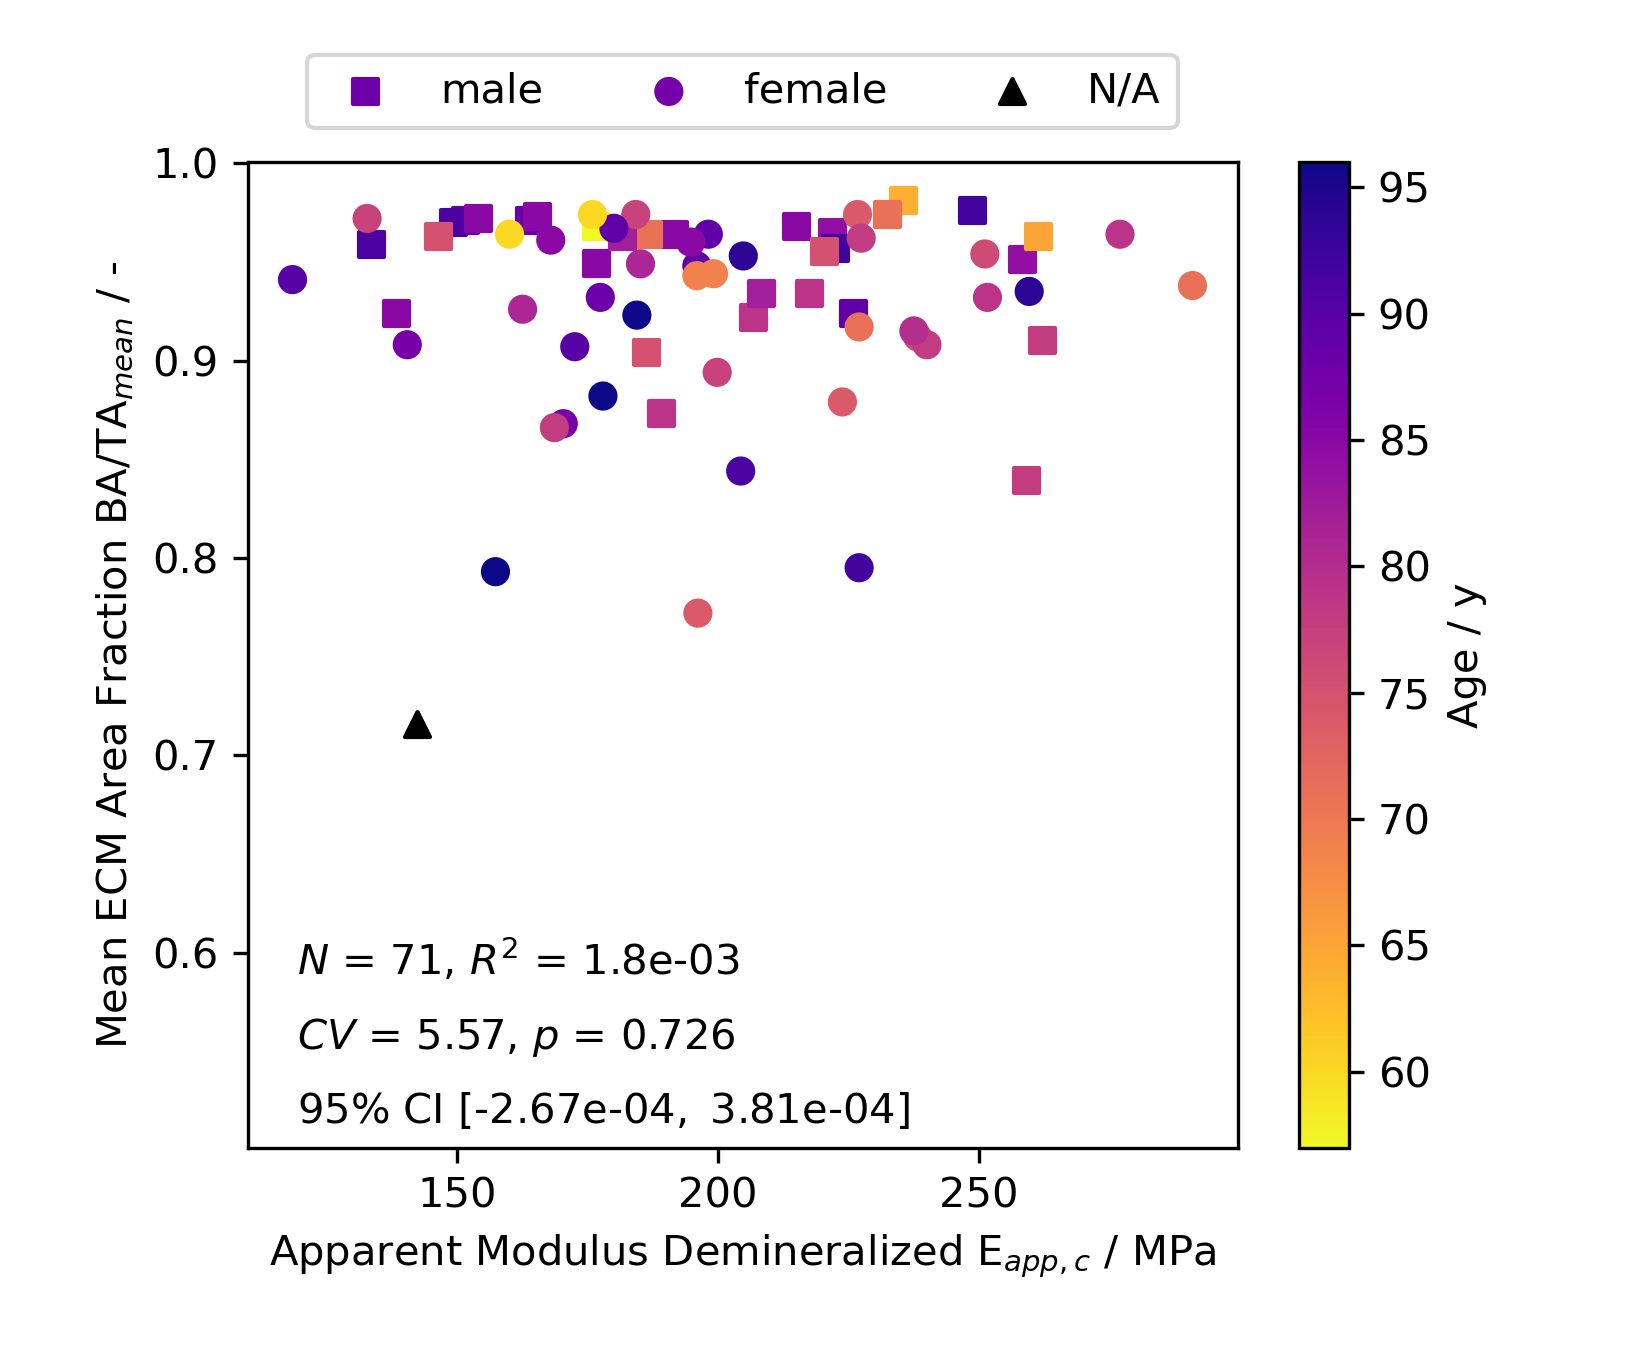 male female N/A
1.0
0.9
0.8
0.7
0.6
Mean ECM Area Fraction BA/TA_mean / -
N = 71, R² = 1.8e-03
CV = 5.57, p = 0.726
95% CI [-2.67e-04, 3.81e-04]
150 200 250
Apparent Modulus Demineralized E_app,c / MPa
95
90
85
80
75
70
65
60
Age / y